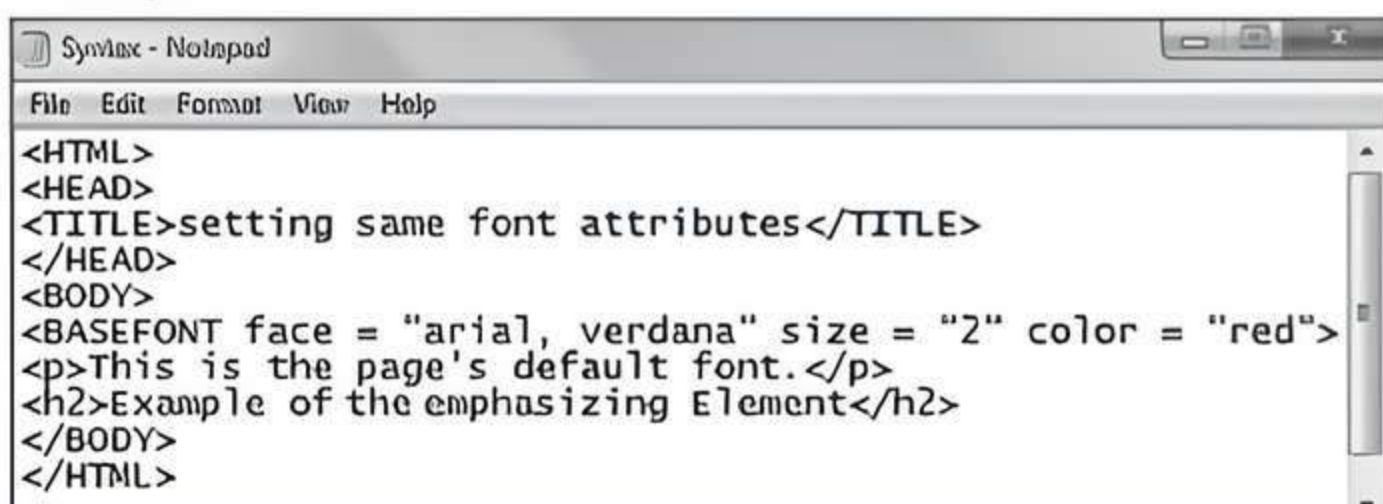 Syntax - Notepad
File Edit Format View Help
<HTML>
<HEAD>
<TITLE>setting same font attributes</TITLE>
</HEAD>
<BODY>
<BASEFONT face = "arial, verdana" size = "2" color = "red">
<p>This is the page's default font.</p>
<h2>Example of the emphasizing Element</h2>
</BODY>
</HTML>